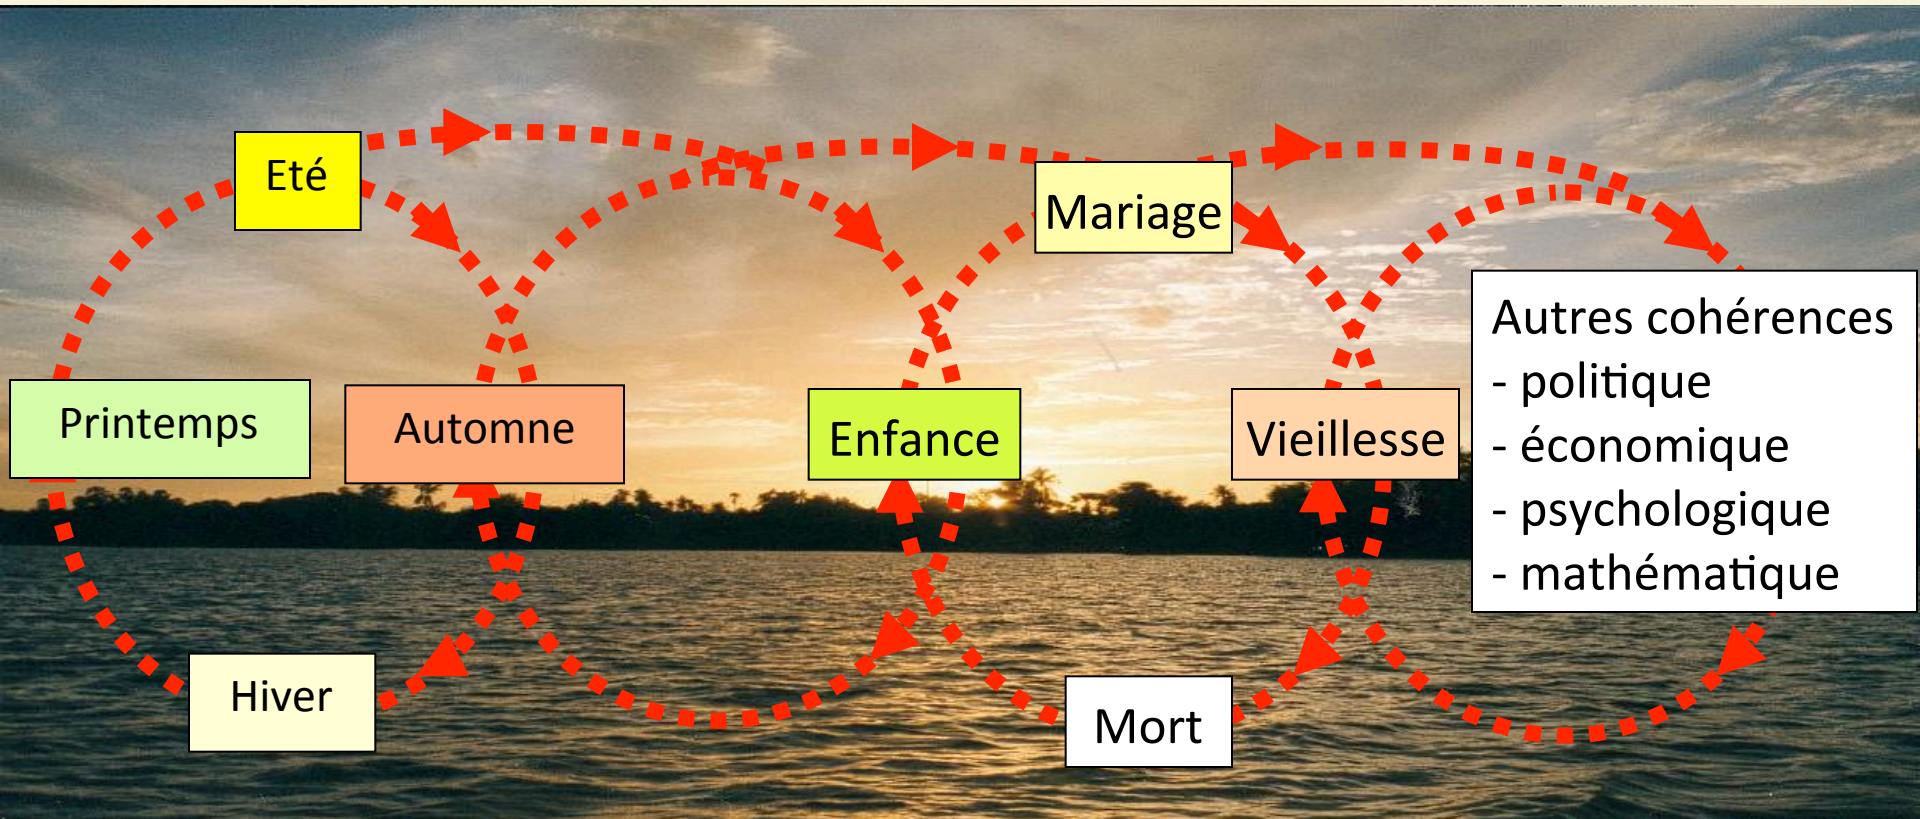 Eté
Mariage
Printemps
Automne
Enfance
Vieillesse
Autres cohérences
- politique
- économique
- psychologique
- mathématique
Hiver
Mort